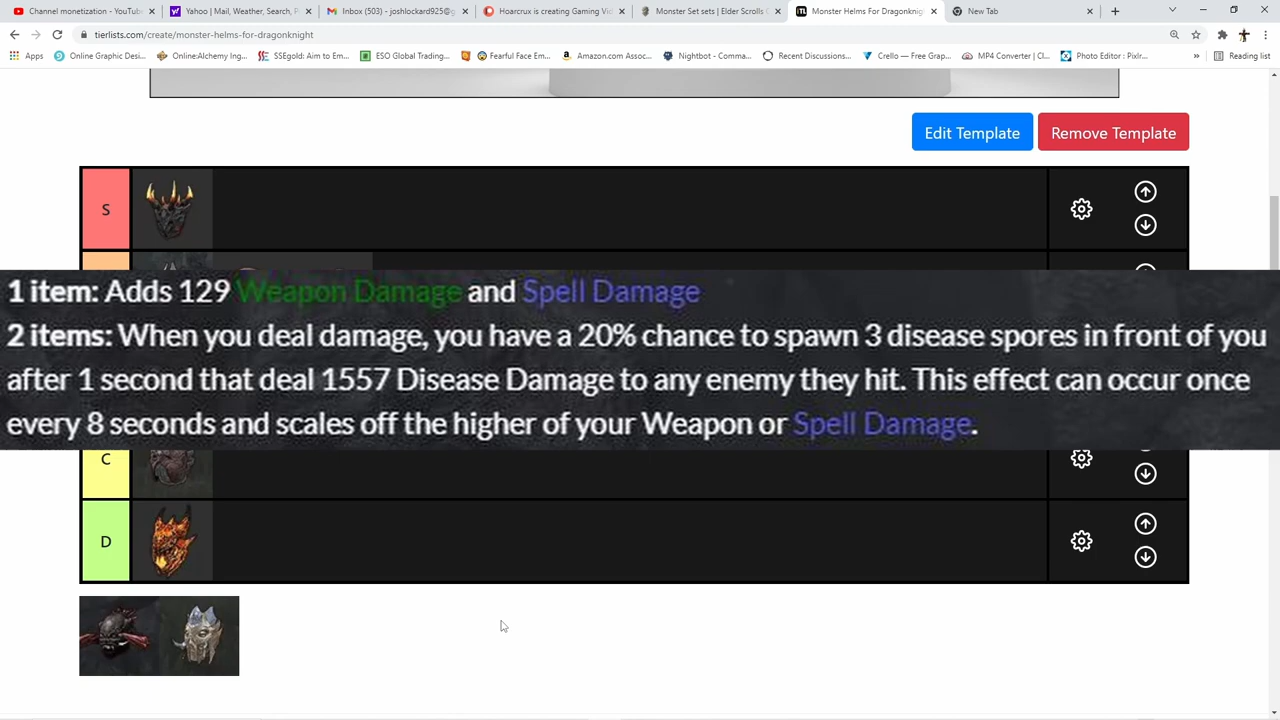 Channel monetization - YouTube
Yahoo | Mail, Weather, Search, P
Inbox (503) - joshlockard925@g
Hoarcrux is creating Gaming Vid
Monster Set sets | Elder Scrolls
Monster Helms For Dragonknigh
New Tab
tierlists.com/create/monster-helms-for-dragonknight
Apps
Online Graphic Desi...
Online:Alchemy Ing...
SSEgold: Aim to Em...
ESO Global Trading...
Fearful Face Em...
Amazon.com Assoc...
Nightbot - Comma...
Recent Discussions...
Crello — Free Grap...
MP4 Converter | Cl...
Photo Editor : Pixlr...
»
Reading list
Edit Template
Remove Template
S
1 item: Adds 129 Weapon Damage and Spell Damage
2 items: When you deal damage, you have a 20% chance to spawn 3 disease spores in front of you
after 1 second that deal 1557 Disease Damage to any enemy they hit. This effect can occur once
every 8 seconds and scales off the higher of your Weapon or Spell Damage.
C
D